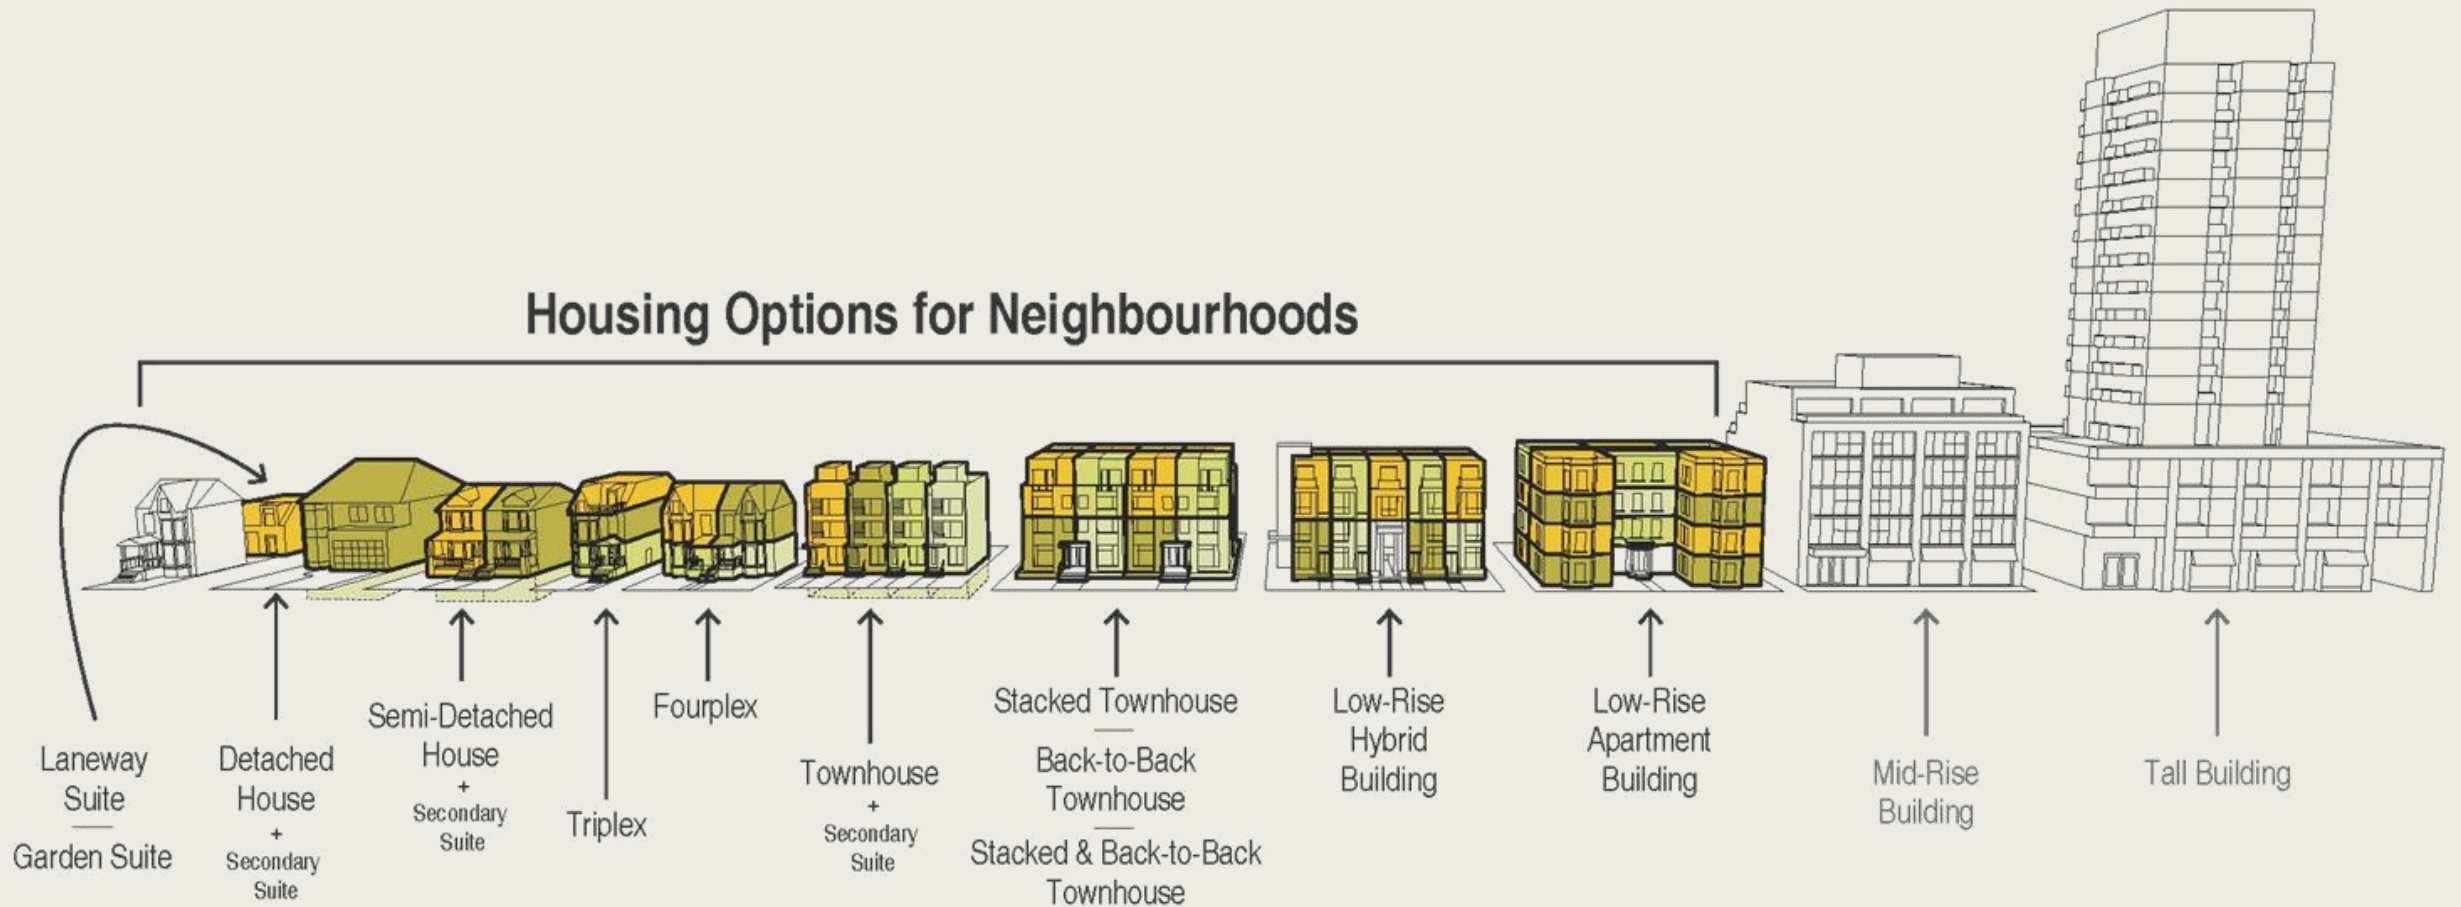 Housing Options for Neighbourhoods
Laneway
Suite
Garden Suite
Detached
House
+
Secondary
Suite
Semi-Detached
House
+
Secondary
Suite
Triplex
Fourplex
Townhouse
+
Secondary
Suite
Stacked Townhouse
Back-to-Back
Townhouse
Stacked & Back-to-Back
Townhouse
Low-Rise
Hybrid
Building
Low-Rise
Apartment
Building
Mid-Rise
Building
Tall Building